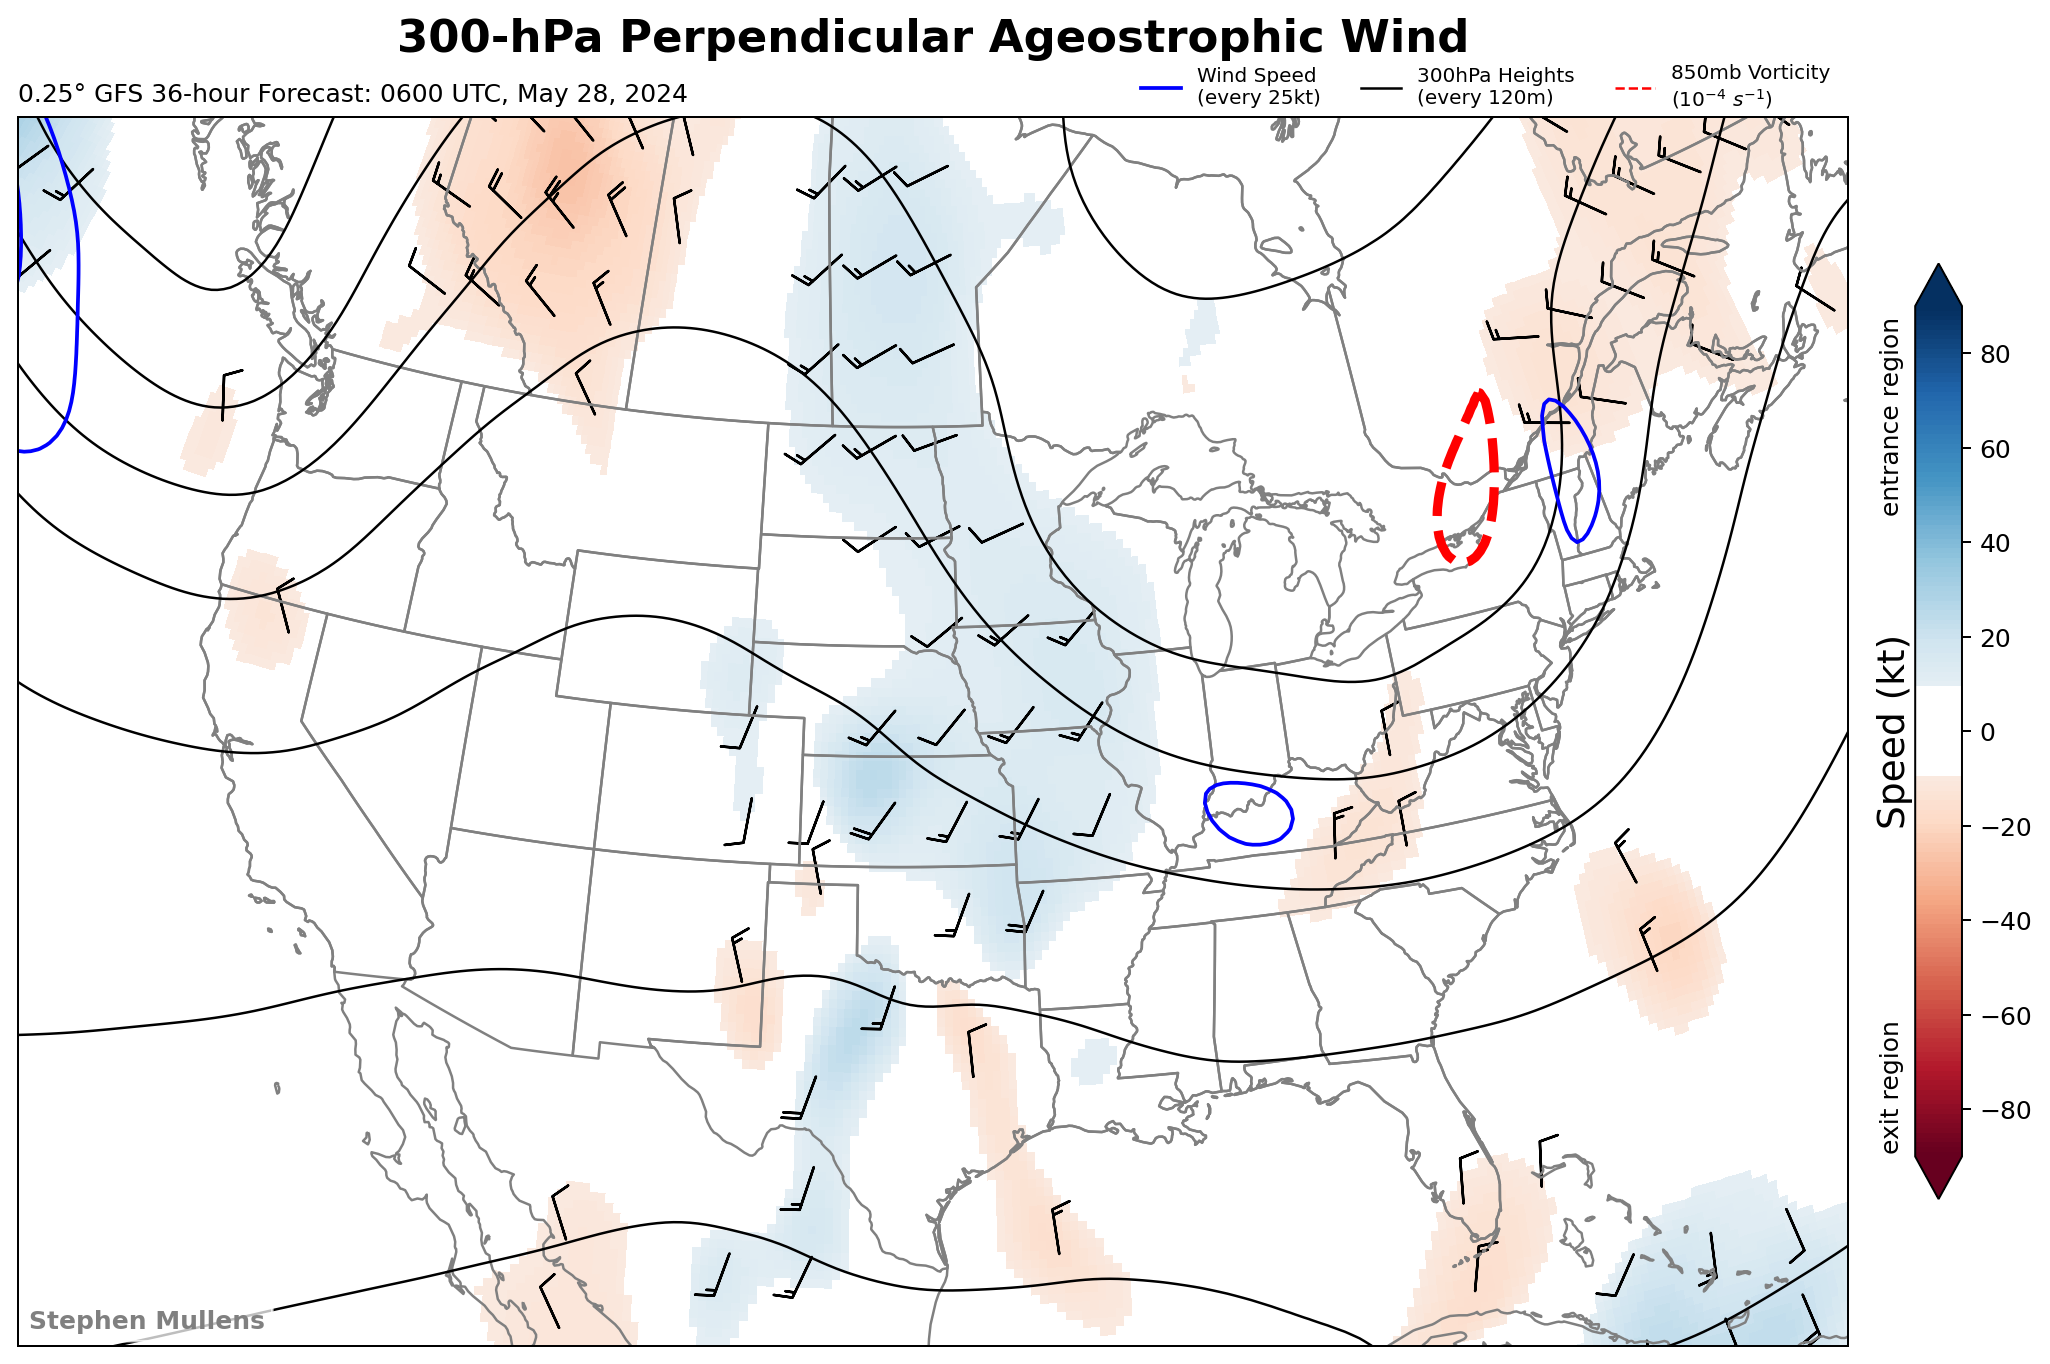 300-hPa Perpendicular Ageostrophic Wind
0.25° GFS 36-hour Forecast: 0600 UTC, May 28, 2024
Wind Speed
(every 25kt)
300hPa Heights
(every 120m)
850mb Vorticity
(10⁻⁴ s⁻¹)
entrance region
Speed (kt)
exit region
80
60
40
20
0
−20
−40
−60
−80
Stephen Mullens